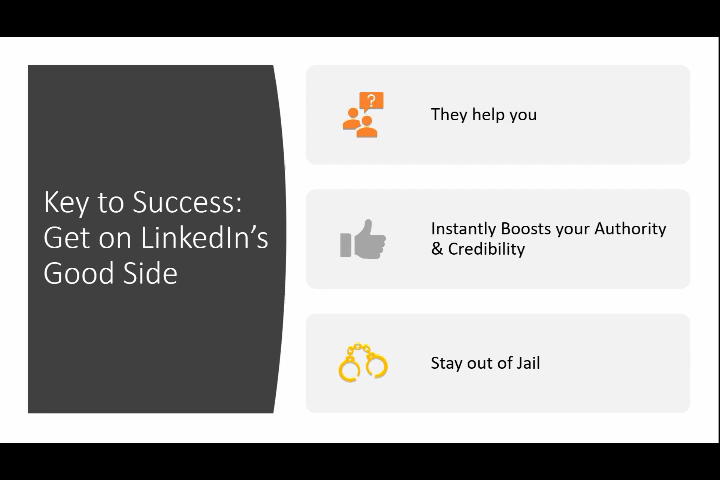 Key to Success:
Get on LinkedIn's
Good Side
?
They help you
Instantly Boosts your Authority
& Credibility
Stay out of Jail